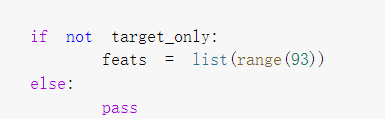 if not target_only:
    feats = list(range(93))
else:
    pass